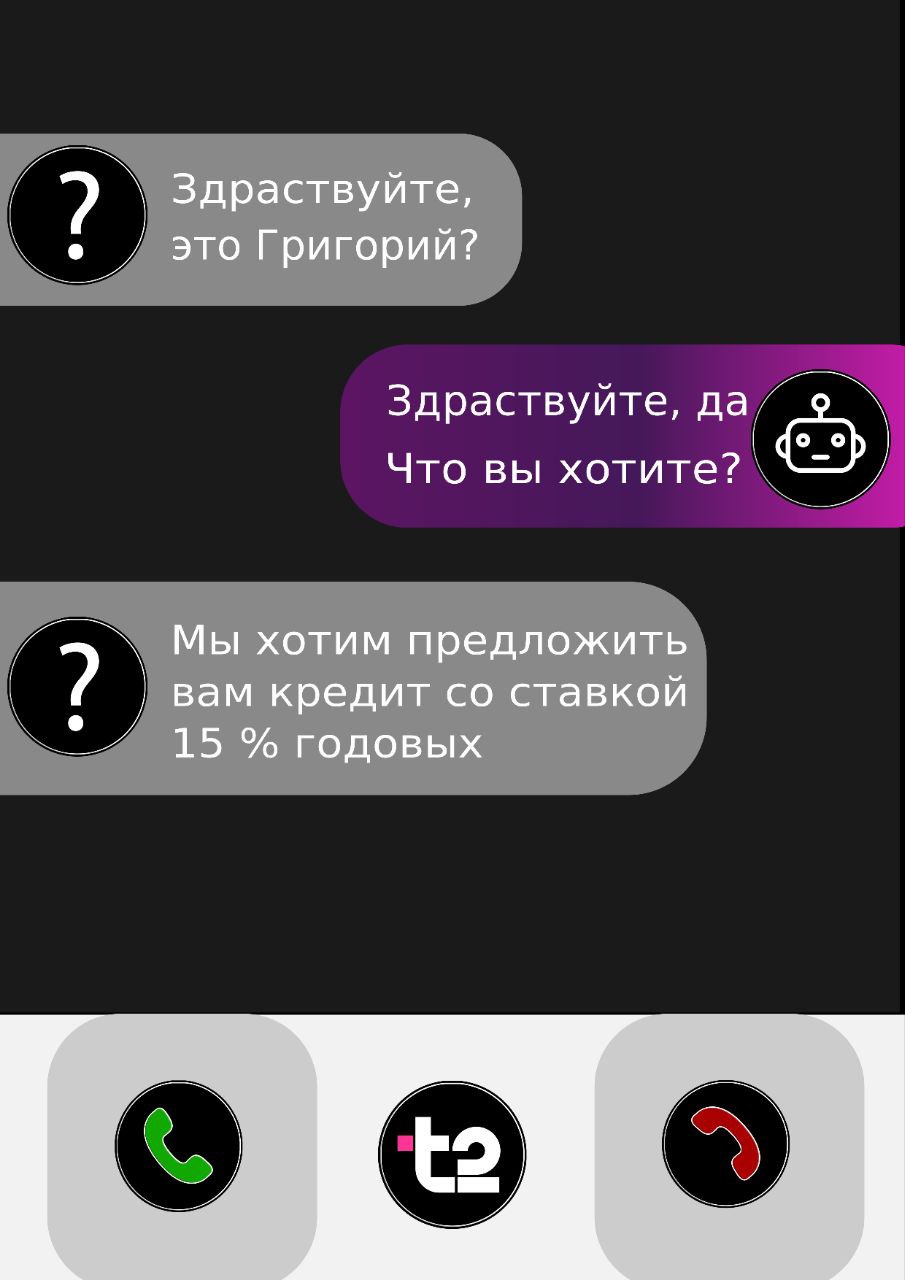 Здраствуйте,
это Григорий?
Здраствуйте, да
Что вы хотите?
Мы хотим предложить
вам кредит со ставкой
15 % годовых
t2